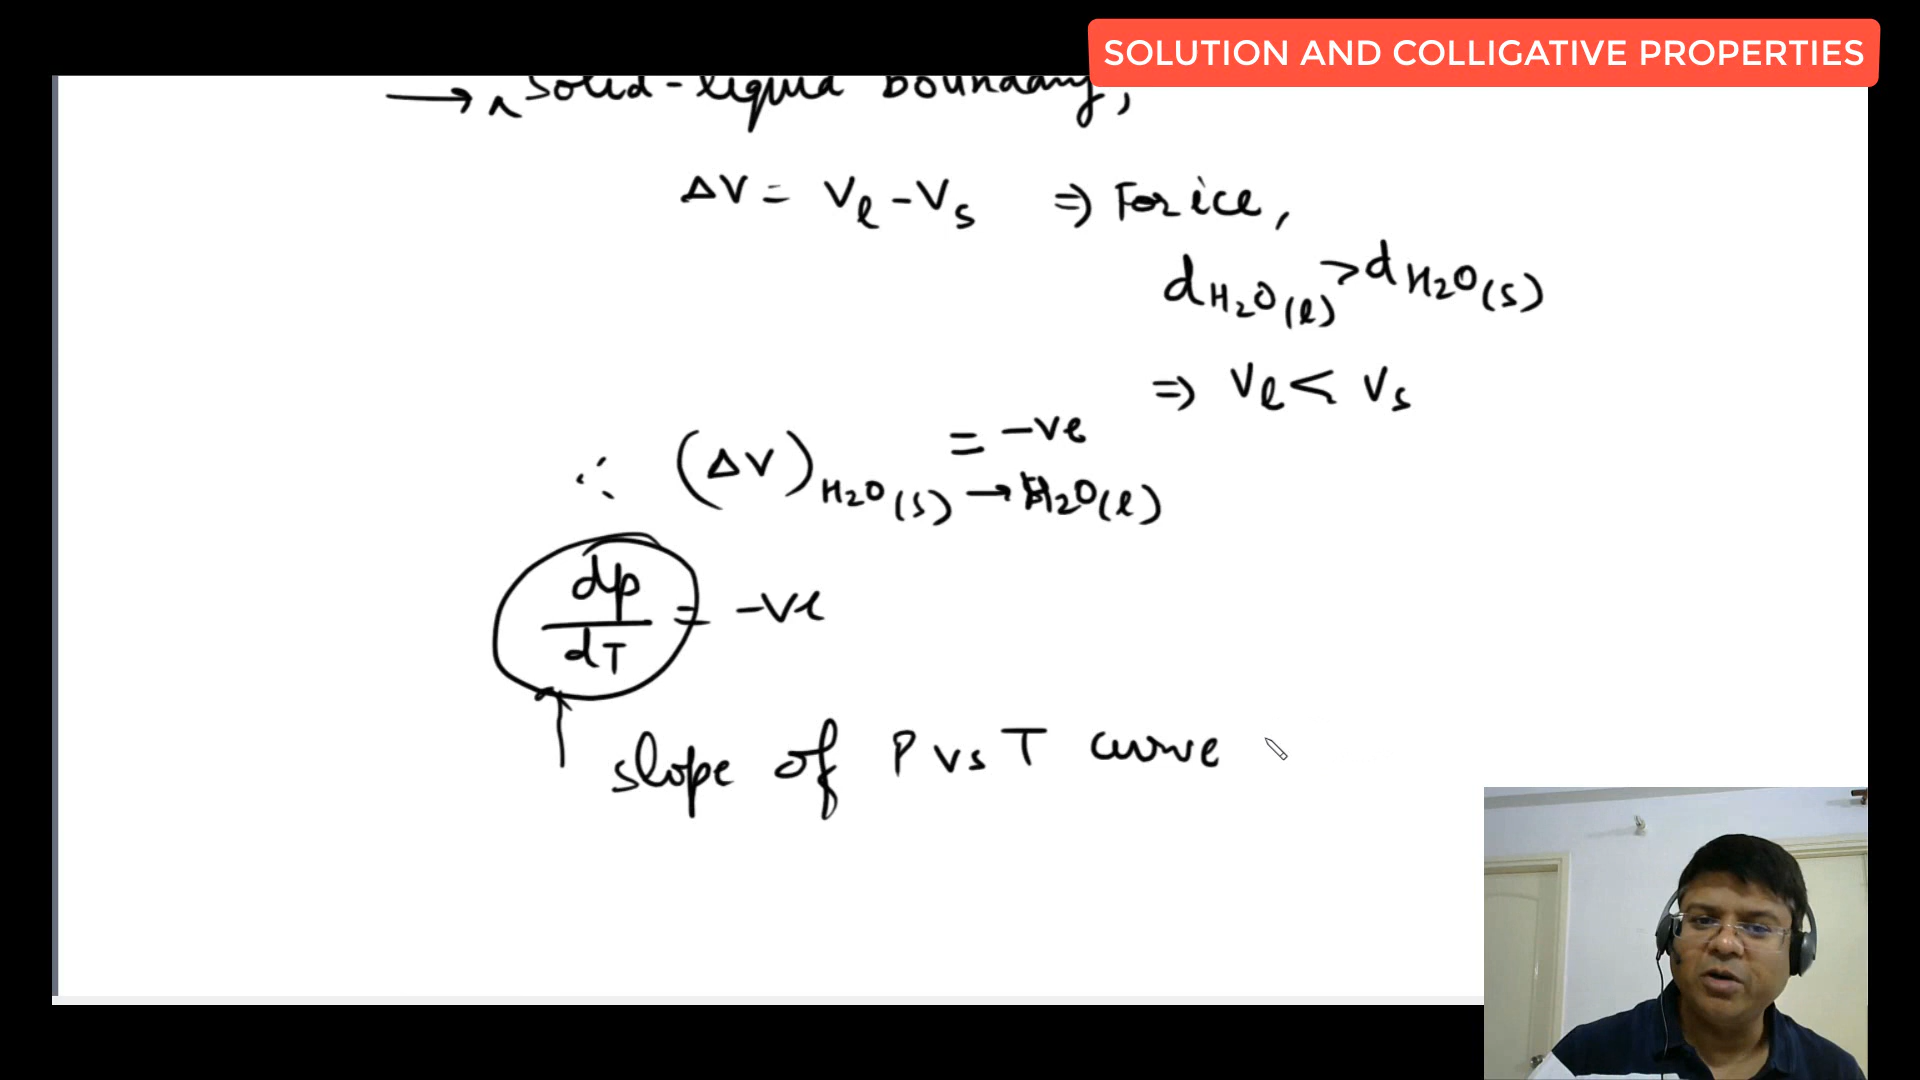 SOLUTION AND COLLIGATIVE PROPERTIES
→ ^ solid-liquid boundary,
ΔV = Vℓ - Vs ⇒ For ice,
dH₂O(ℓ) > dH₂O(s)
⇒ Vℓ < Vs
∴ (ΔV)H₂O(s) → H₂O(ℓ) = -ve
dp/dT = -ve
↑ slope of P vs T curve